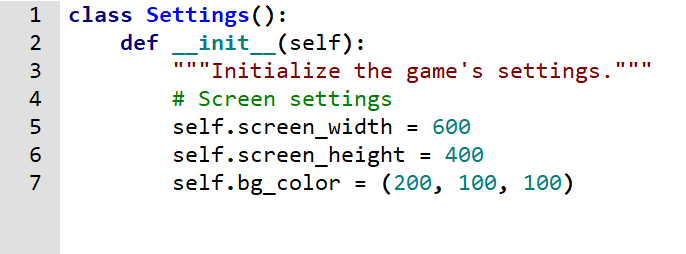 1 class Settings():
2     def __init__(self):
3         """Initialize the game's settings."""
4         # Screen settings
5         self.screen_width = 600
6         self.screen_height = 400
7         self.bg_color = (200, 100, 100)